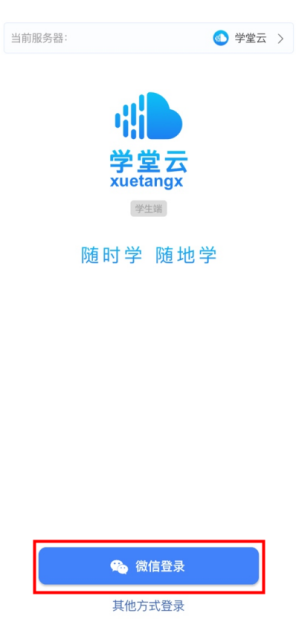 当前服务器： 学堂云
学堂云
xuetangx
学生端
随时学 随地学
微信登录
其他方式登录